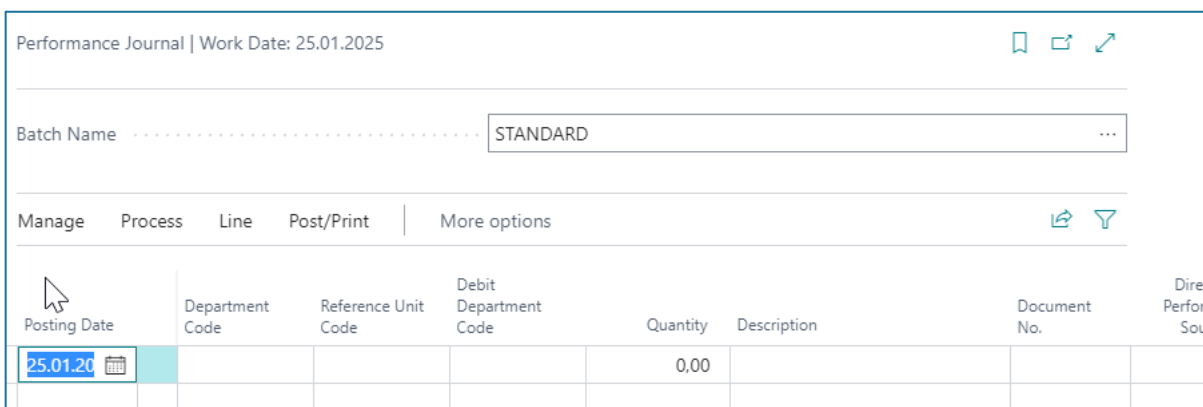 Performance Journal | Work Date: 25.01.2025
Batch Name STANDARD ...
Manage Process Line Post/Print More options
Posting Date Department Code Reference Unit Code Debit Department Code Quantity Description Document No.
25.01.20 0,00